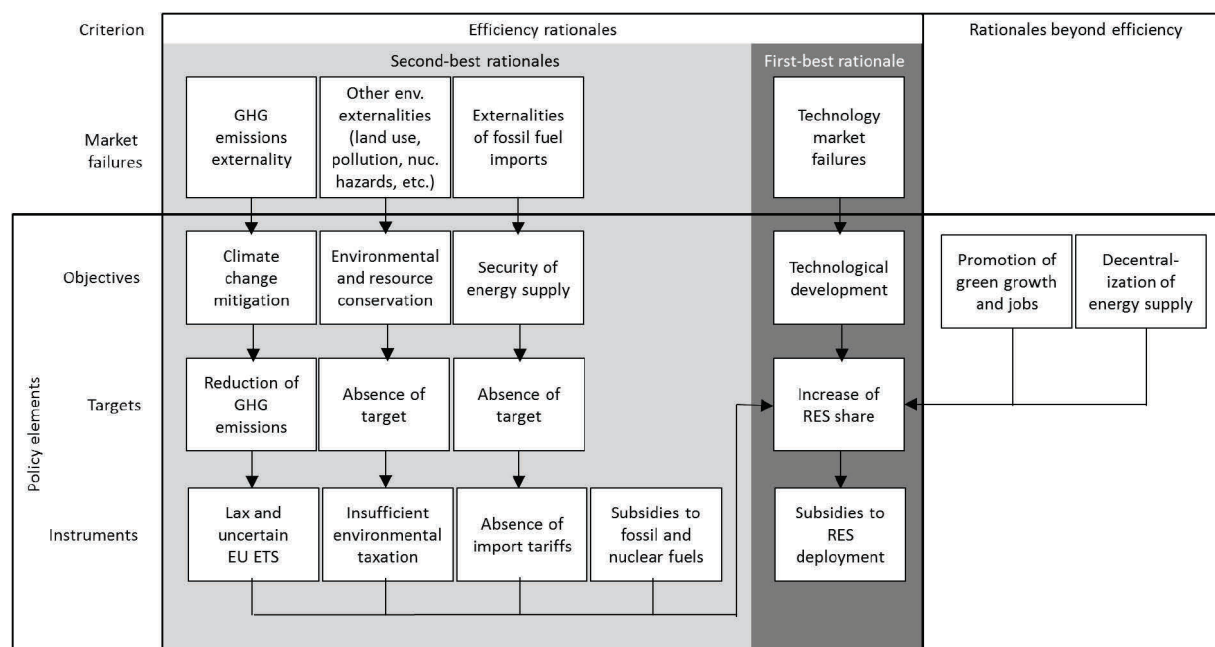 Criterion
Efficiency rationales
Rationales beyond efficiency
Second-best rationales
First-best rationale
Market
failures
GHG
emissions
externality
Other env.
externalities
(land use,
pollution, nuc.
hazards, etc.)
Externalities
of fossil fuel
imports
Technology
market
failures
Policy elements
Objectives
Climate
change
mitigation
Environmental
and resource
conservation
Security of
energy supply
Technological
development
Promotion of
green growth
and jobs
Decentral-
ization of
energy supply
Targets
Reduction of
GHG
emissions
Absence of
target
Absence of
target
Increase of
RES share
Instruments
Lax and
uncertain
EU ETS
Insufficient
environmental
taxation
Absence of
import tariffs
Subsidies to
fossil and
nuclear fuels
Subsidies to
RES
deployment